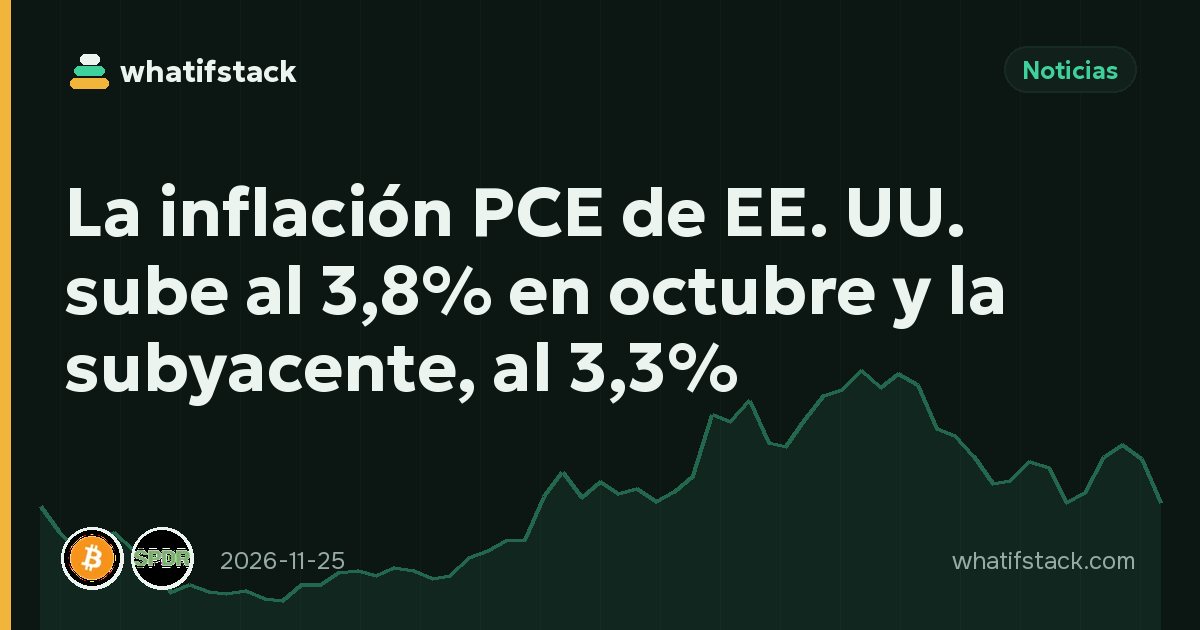 whatifstack
Noticias
La inflación PCE de EE. UU.
sube al 3,8% en octubre y la
subyacente, al 3,3%
SPDR
2026-11-25
whatifstack.com